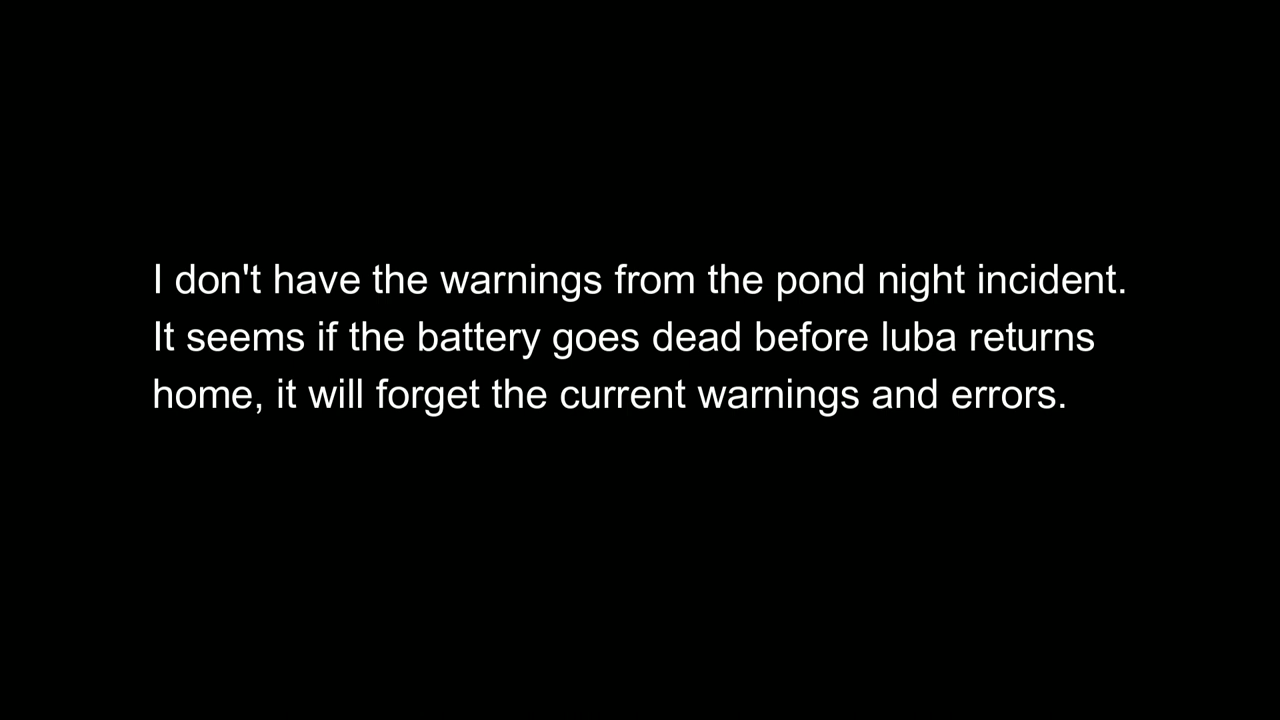 I don't have the warnings from the pond night incident.
It seems if the battery goes dead before luba returns
home, it will forget the current warnings and errors.